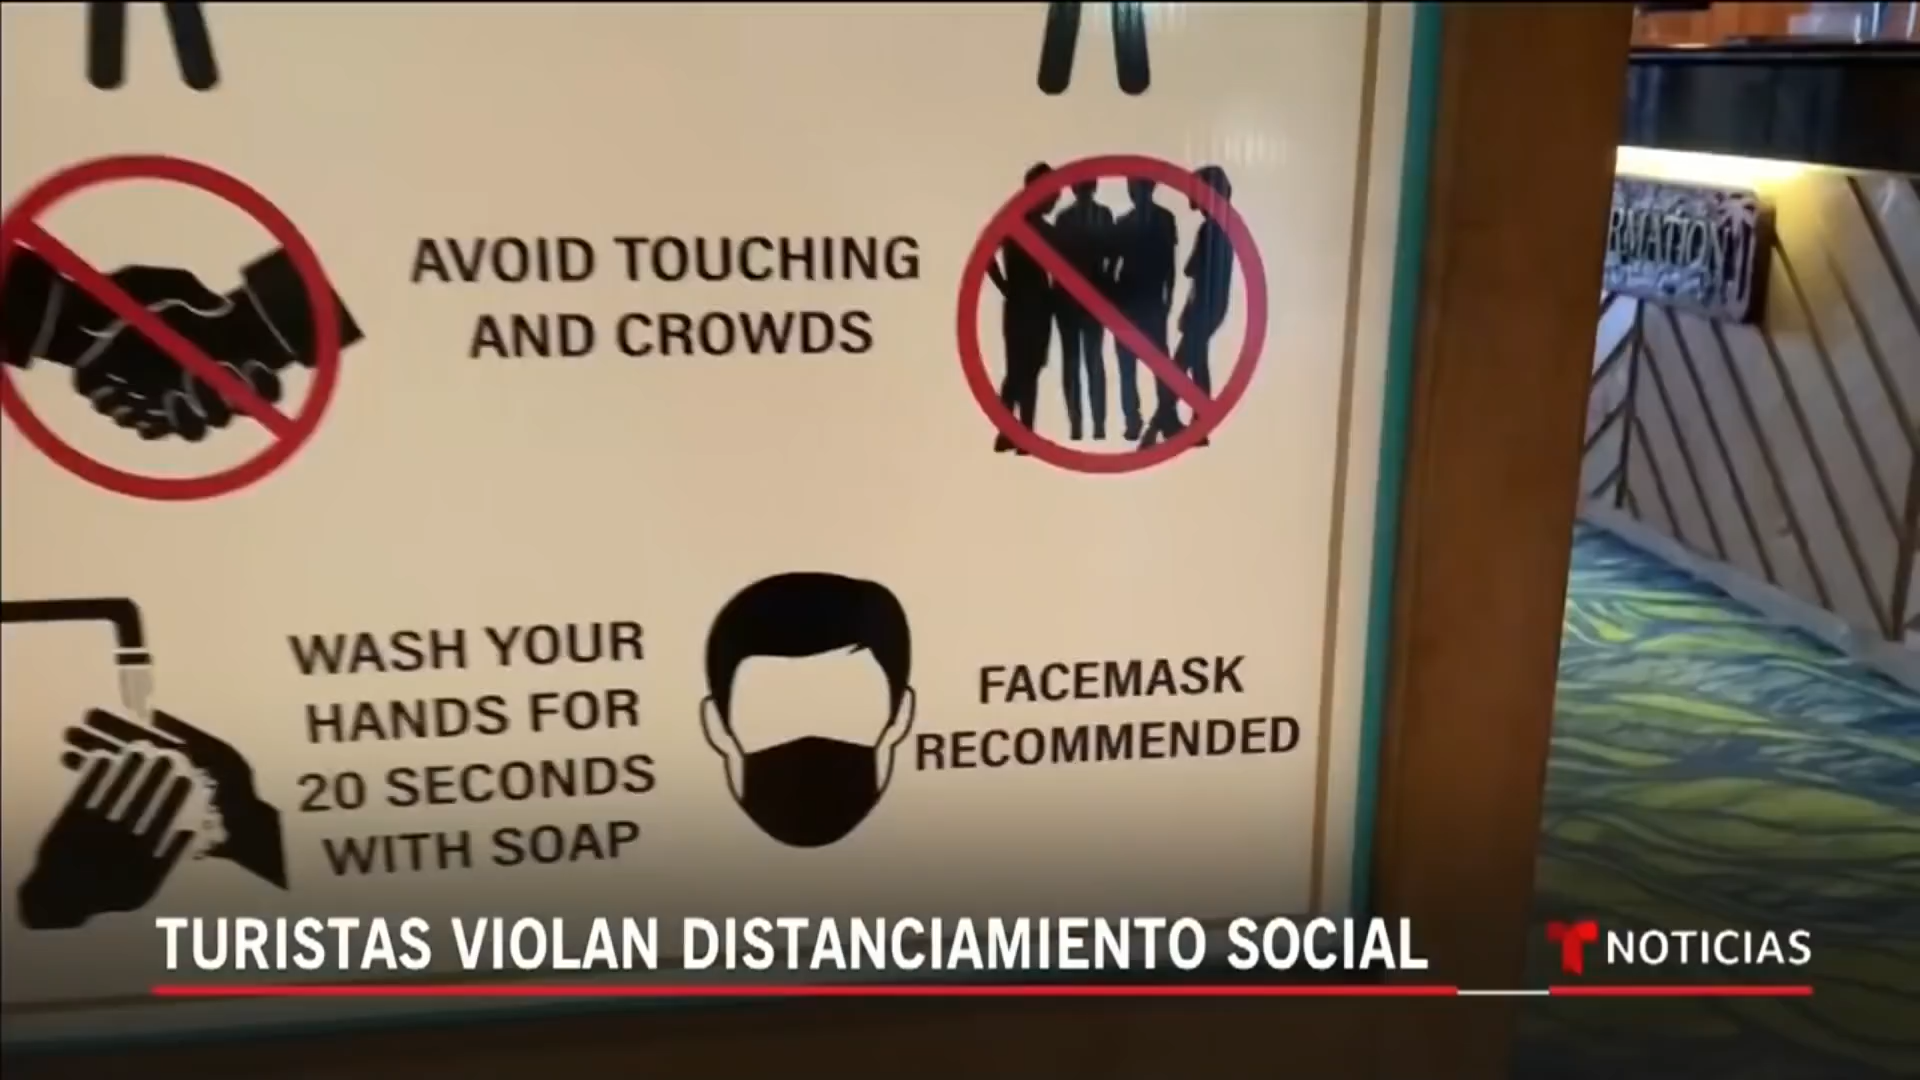 AVOID TOUCHING
AND CROWDS
WASH YOUR
HANDS FOR
20 SECONDS
WITH SOAP
FACEMASK
RECOMMENDED
RMATION
TURISTAS VIOLAN DISTANCIAMIENTO SOCIAL
NOTICIAS